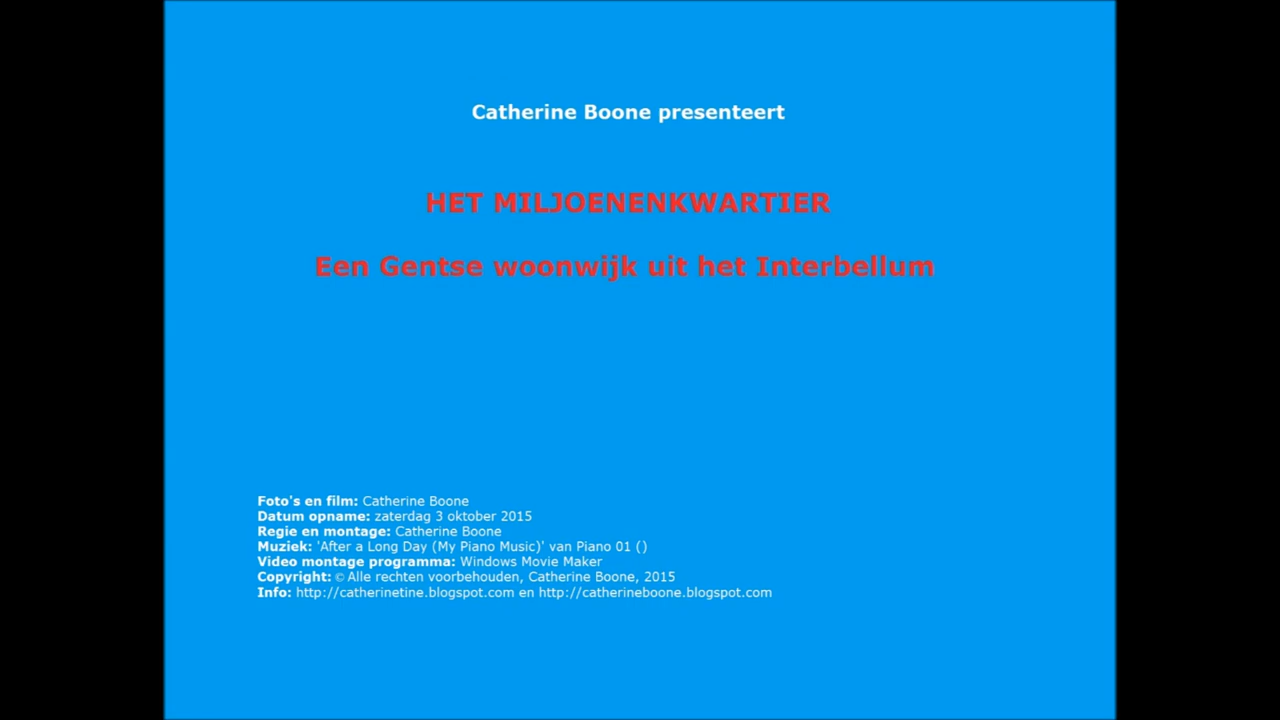 Catherine Boone presenteert
HET MILJOENENKWARTIER
Een Gentse woonwijk uit het Interbellum
Foto's en film: Catherine Boone
Datum opname: zaterdag 3 oktober 2015
Regie en montage: Catherine Boone
Muziek: 'After a Long Day (My Piano Music)' van Piano 01 ()
Video montage programma: Windows Movie Maker
Copyright: © Alle rechten voorbehouden, Catherine Boone, 2015
Info: http://catherinetine.blogspot.com en http://catherineboone.blogspot.com